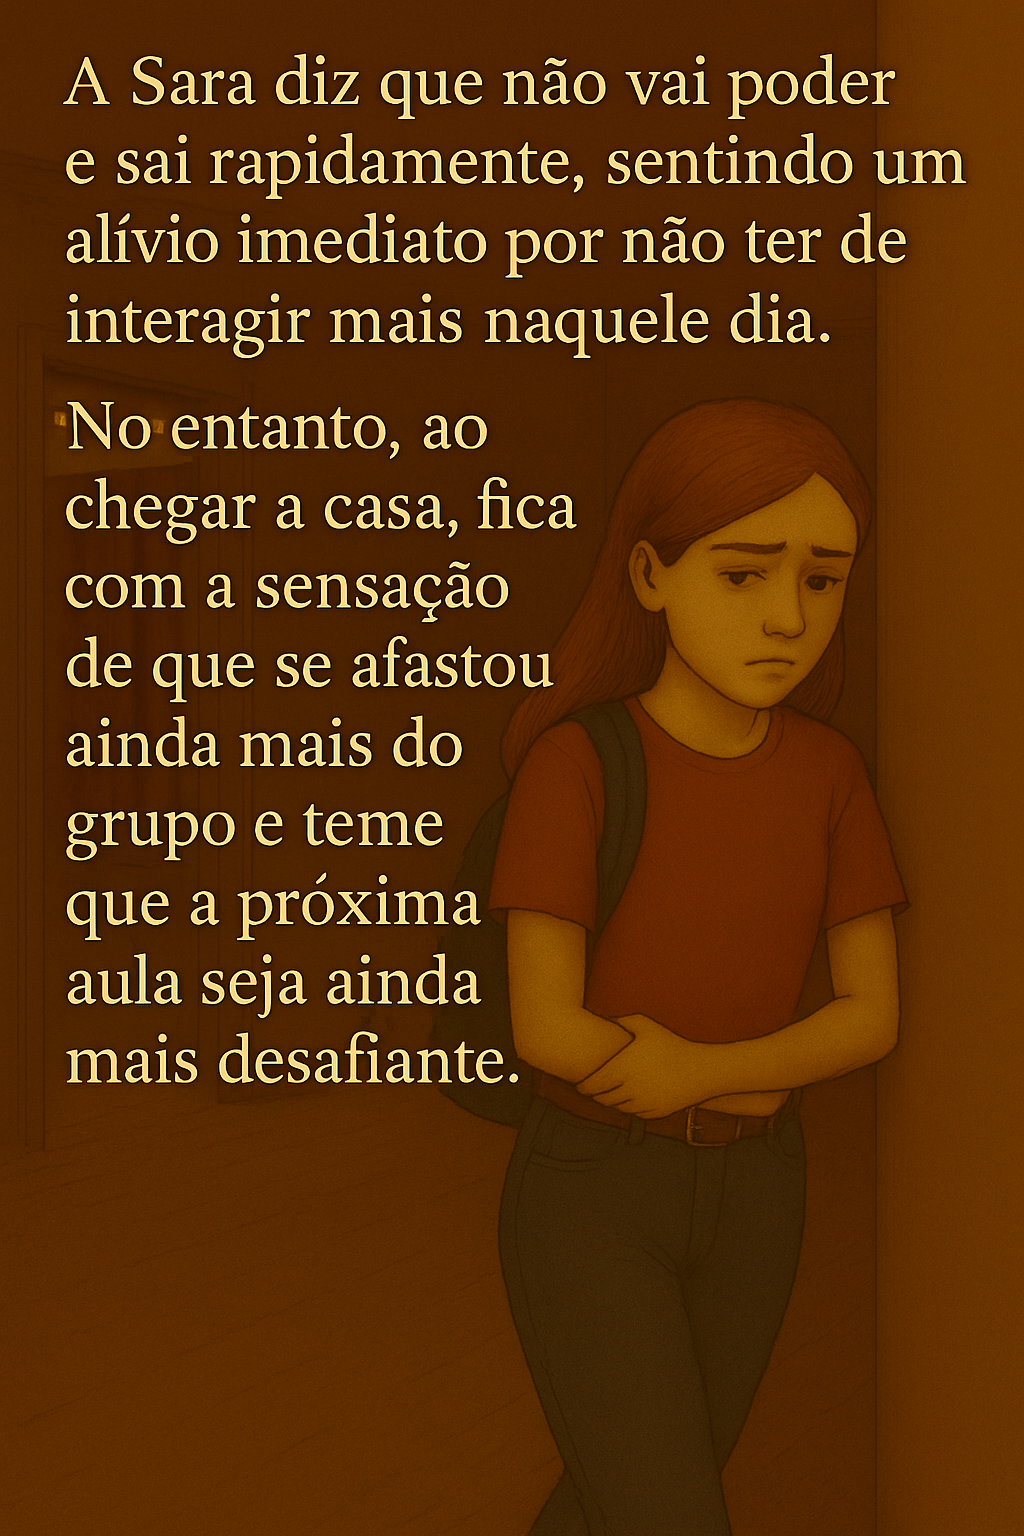 A Sara diz que não vai poder
e sai rapidamente, sentindo um
alívio imediato por não ter de
interagir mais naquele dia.
No entanto, ao
chegar a casa, fica
com a sensação
de que se afastou
ainda mais do
grupo e teme
que a próxima
aula seja ainda
mais desafiante.